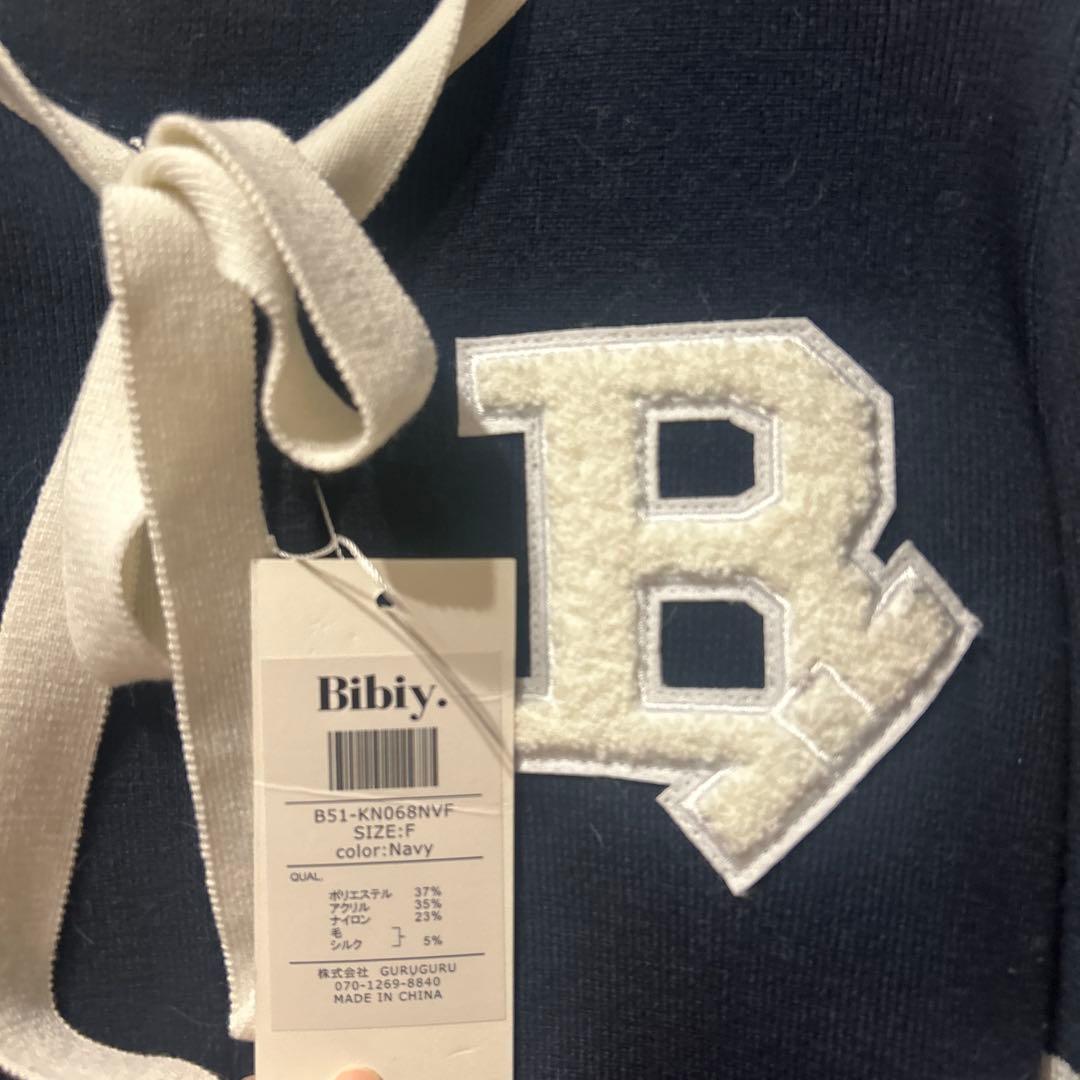 B
Bibiy.
B51-KN068NVF
SIZE:F
color:Navy
QUAL.
ポリエステル 37%
アクリル 35%
ナイロン 23%
毛
シルク 5%
株式会社 GURUGURU
070-1269-8840
MADE IN CHINA